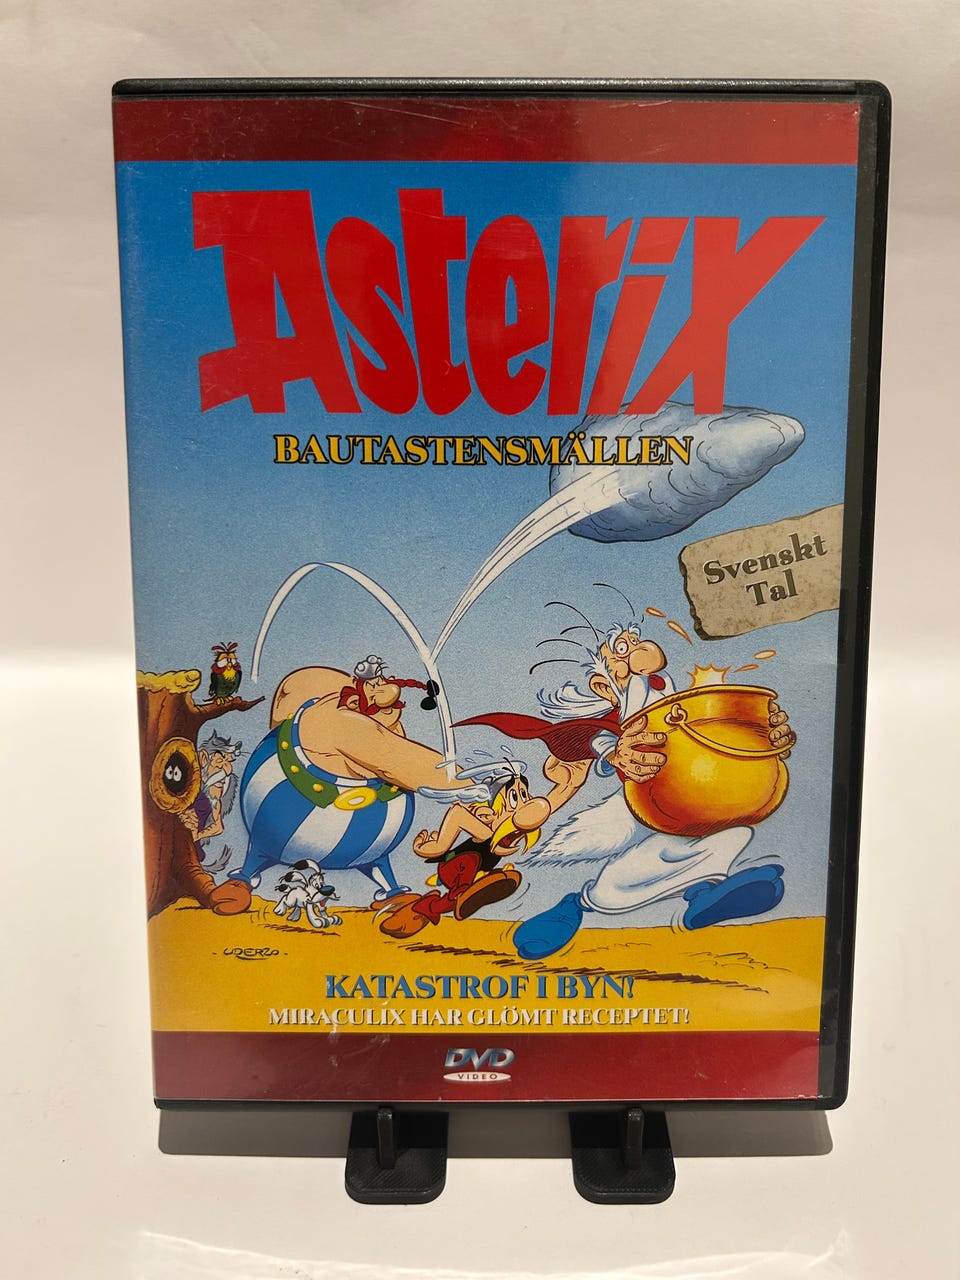 Asterix
BAUTASTENSMÄLLEN
Svenskt
Tal
UDERZO
KATASTROF I BYN!
MIRACULIX HAR GLÖMT RECEPTET!
DVD
VIDEO